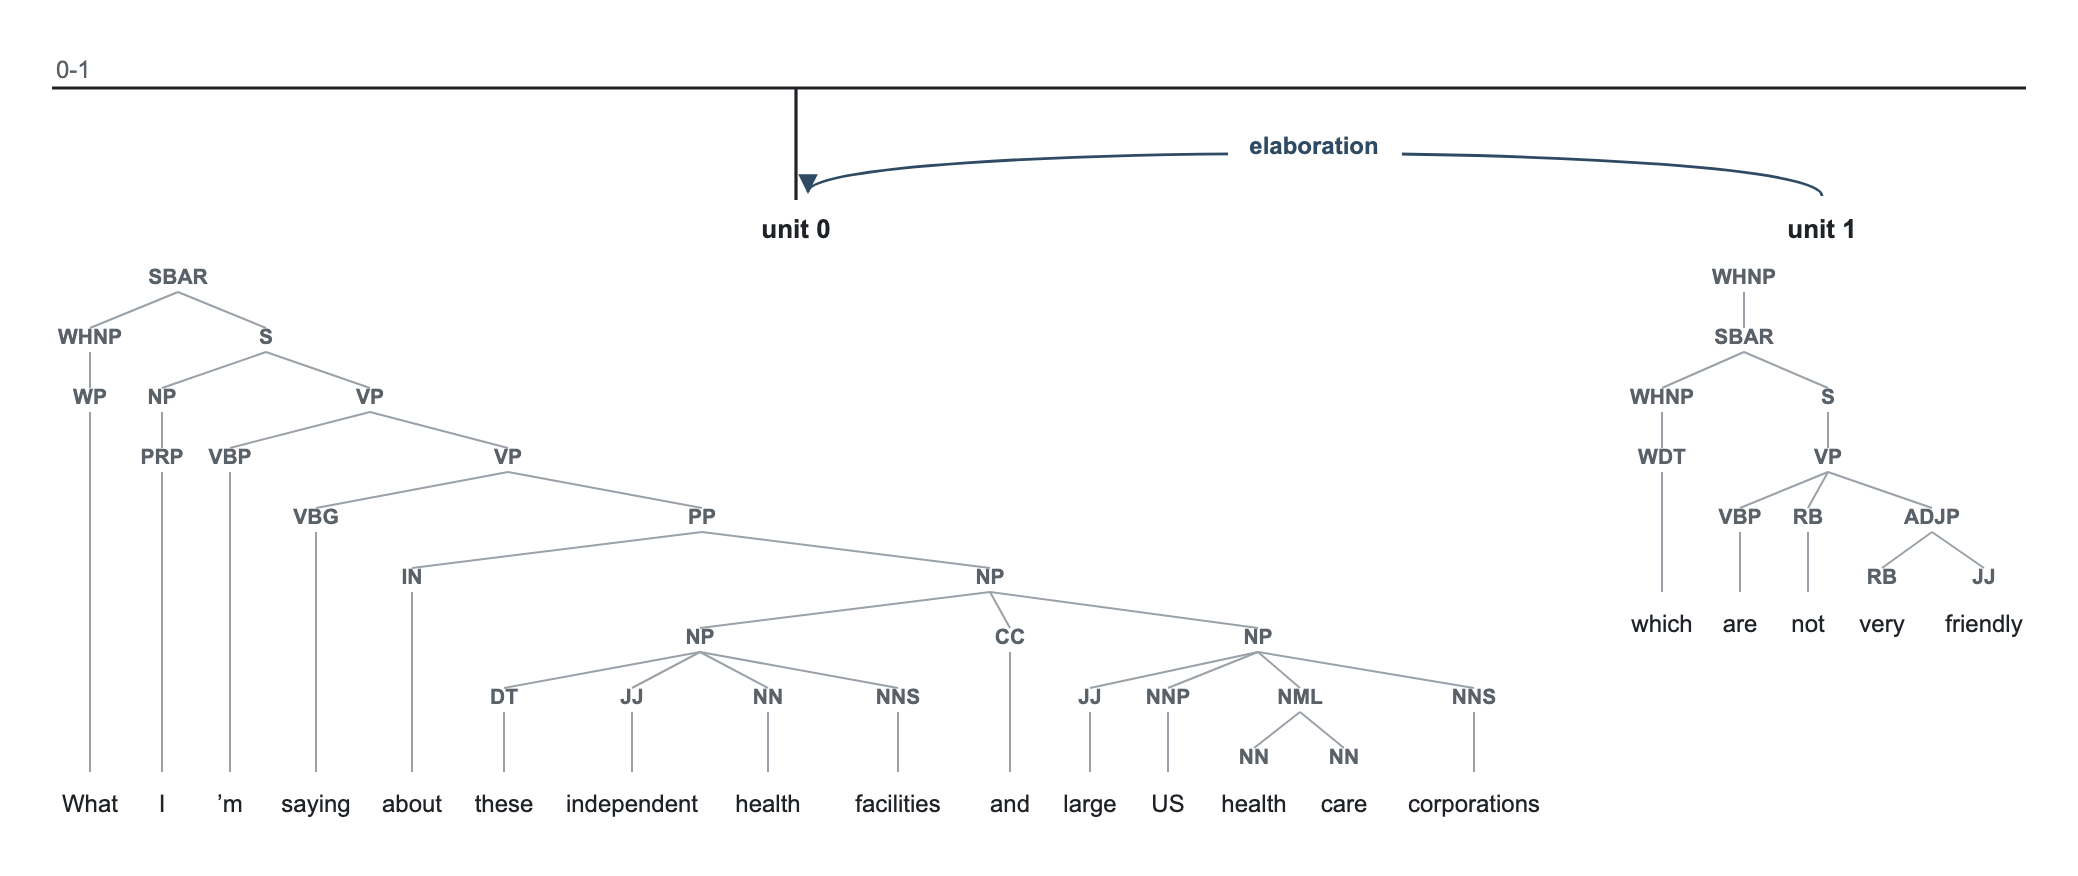 0-1
elaboration
unit 0 unit 1
SBAR WHNP
WHNP S SBAR
WP NP VP WHNP S
PRP VBP VP WDT VP
VBG PP VBP RB ADJP
IN NP RB JJ
which are not very friendly
NP CC NP
DT JJ NN NNS JJ NNP NML NNS
NN NN
What I ’m saying about these independent health facilities and large US health care corporations